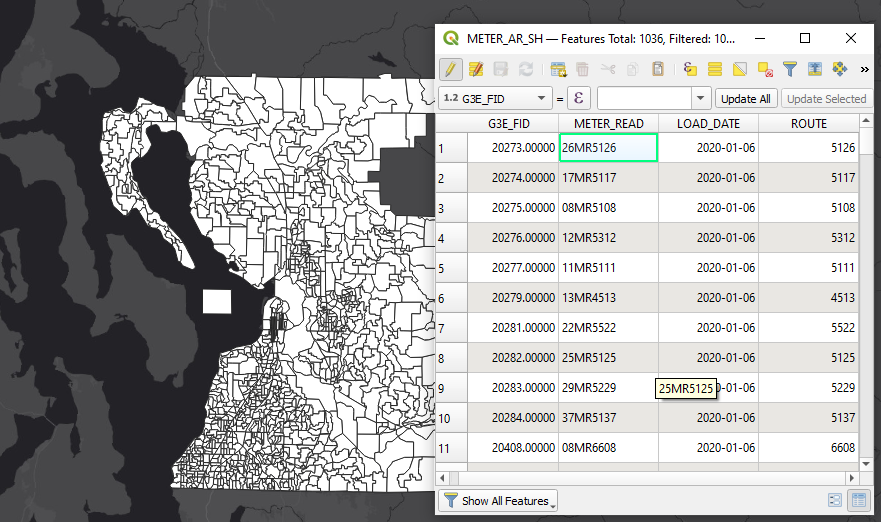 METER_AR_SH — Features Total: 1036, Filtered: 10...
1.2 G3E_FID = ε Update All Update Selected
G3E_FID METER_READ LOAD_DATE ROUTE
1 20273.00000 26MR5126 2020-01-06 5126
2 20274.00000 17MR5117 2020-01-06 5117
3 20275.00000 08MR5108 2020-01-06 5108
4 20276.00000 12MR5312 2020-01-06 5312
5 20277.00000 11MR5111 2020-01-06 5111
6 20279.00000 13MR4513 2020-01-06 4513
7 20281.00000 22MR5522 2020-01-06 5522
8 20282.00000 25MR5125 2020-01-06 5125
9 20283.00000 29MR5229 25MR5125 0-01-06 5229
10 20284.00000 37MR5137 2020-01-06 5137
11 20408.00000 08MR6608 2020-01-06 6608
Show All Features